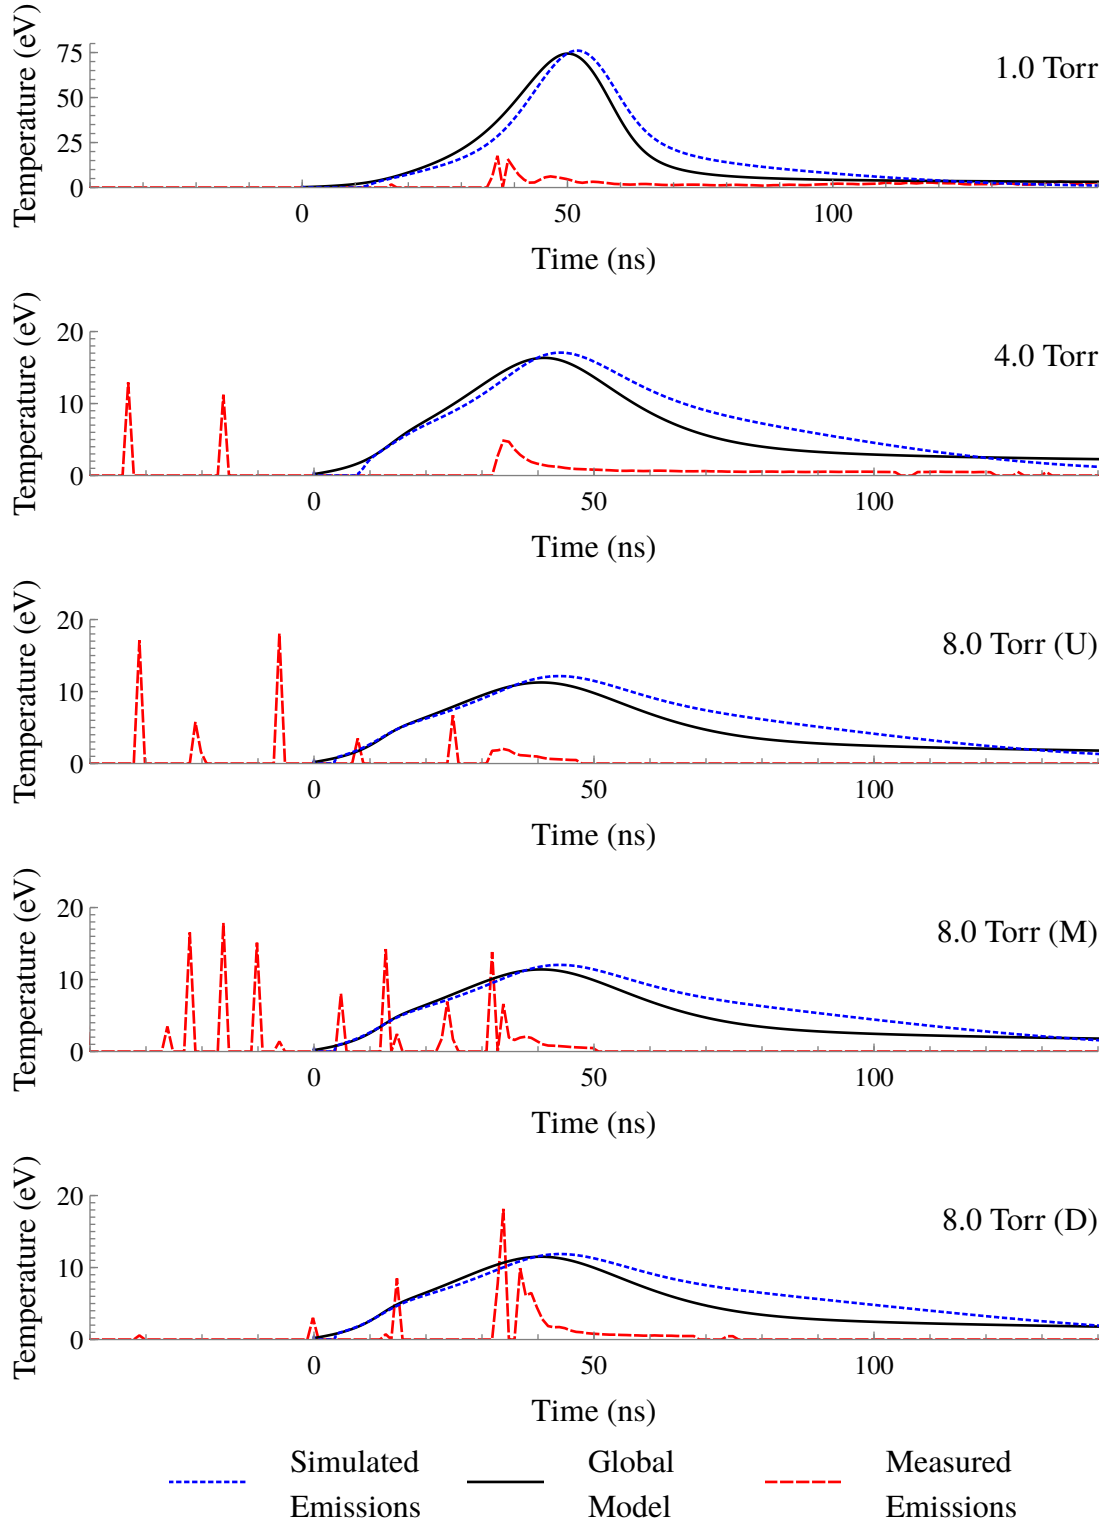 Temperature (eV)
75
50
25
0
1.0 Torr
0
50
100
Time (ns)
Temperature (eV)
20
10
0
4.0 Torr
0
50
100
Time (ns)
Temperature (eV)
20
10
0
8.0 Torr (U)
0
50
100
Time (ns)
Temperature (eV)
20
10
0
8.0 Torr (M)
0
50
100
Time (ns)
Temperature (eV)
20
10
0
8.0 Torr (D)
0
50
100
Time (ns)
Simulated
Emissions
Global
Model
Measured
Emissions